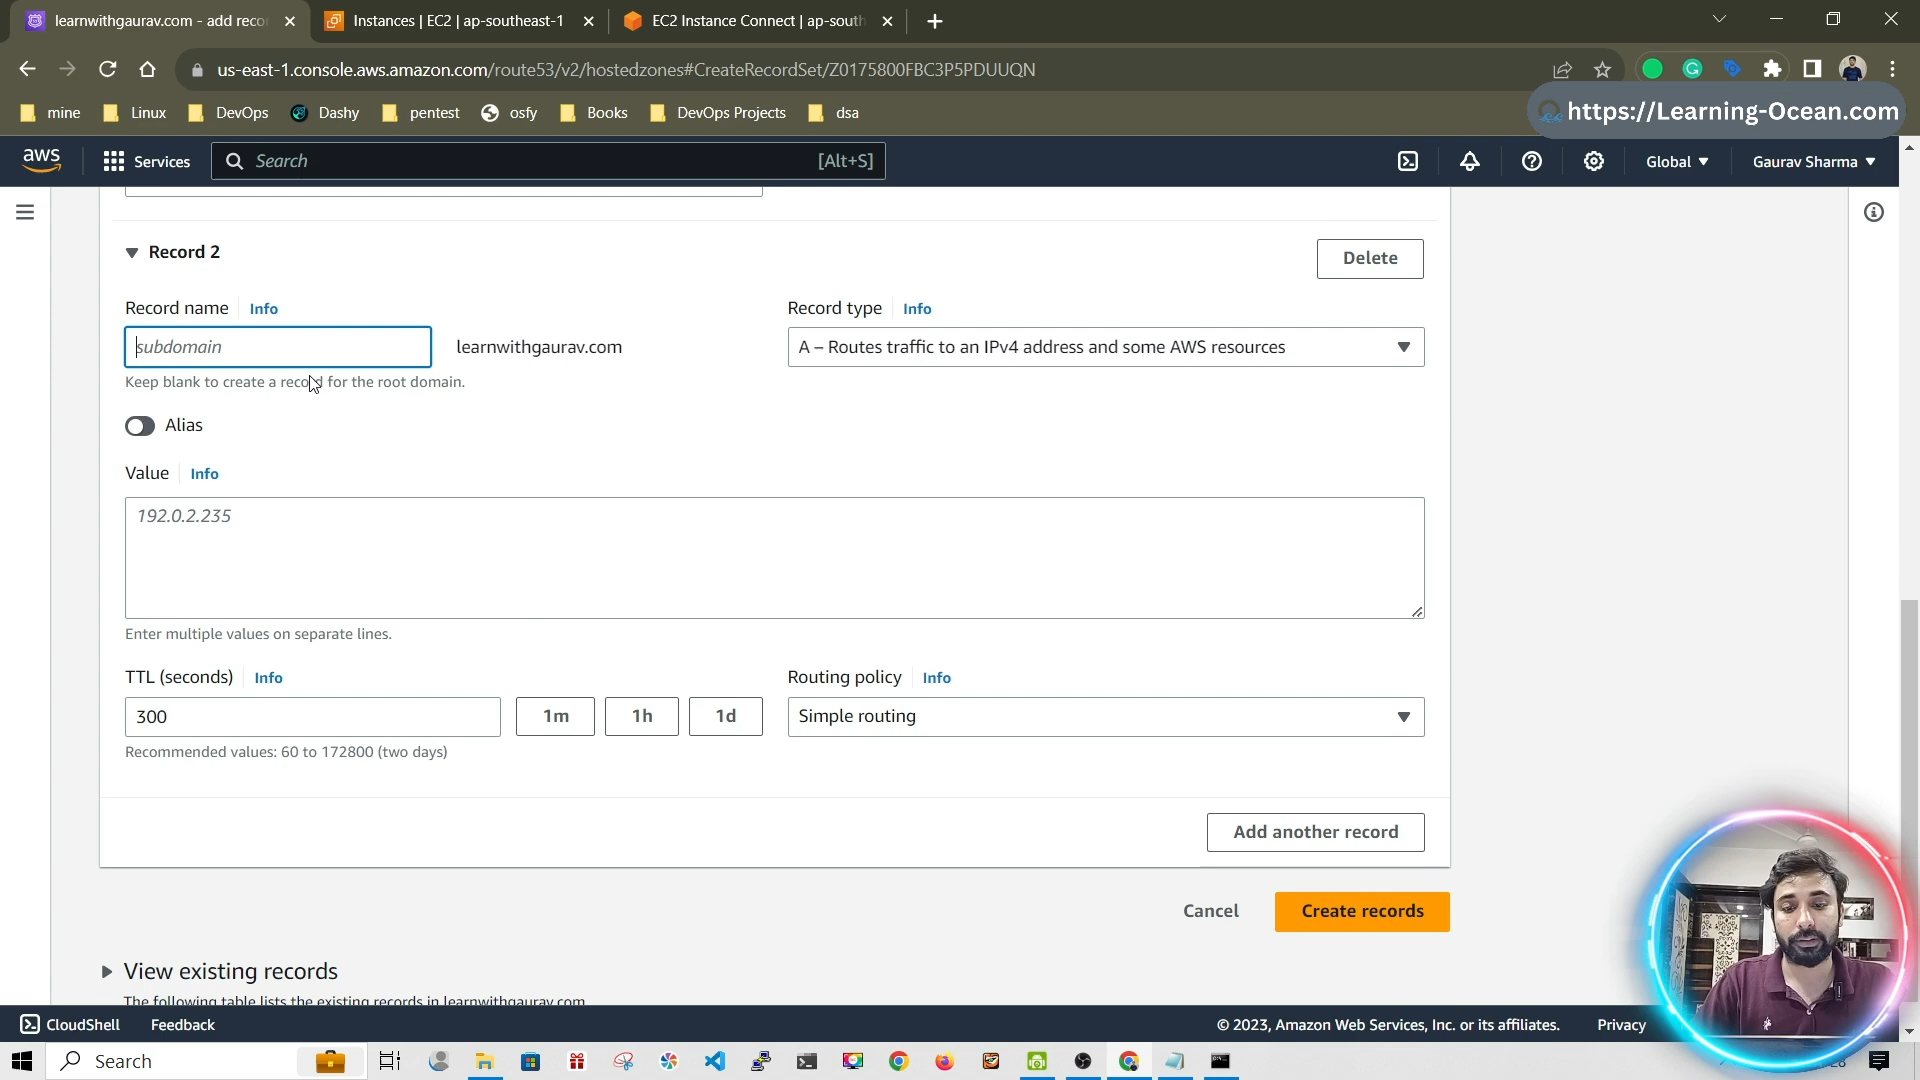 learnwithgaurav.com - add reco
Instances | EC2 | ap-southeast-1
EC2 Instance Connect | ap-south
us-east-1.console.aws.amazon.com/route53/v2/hostedzones#CreateRecordSet/Z0175800FBC3P5PDUUQN
mine
Linux
DevOps
Dashy
pentest
osfy
Books
DevOps Projects
dsa
https://Learning-Ocean.com
aws
Services
Search
[Alt+S]
Global
Gaurav Sharma
Record 2
Delete
Record name
Info
Record type
Info
subdomain
learnwithgaurav.com
A – Routes traffic to an IPv4 address and some AWS resources
Keep blank to create a record for the root domain.
Alias
Value
Info
192.0.2.235
Enter multiple values on separate lines.
TTL (seconds)
Info
Routing policy
Info
300
1m
1h
1d
Simple routing
Recommended values: 60 to 172800 (two days)
Add another record
Cancel
Create records
View existing records
The following table lists the existing records in learnwithgaurav.com
CloudShell
Feedback
© 2023, Amazon Web Services, Inc. or its affiliates.
Privacy
Search